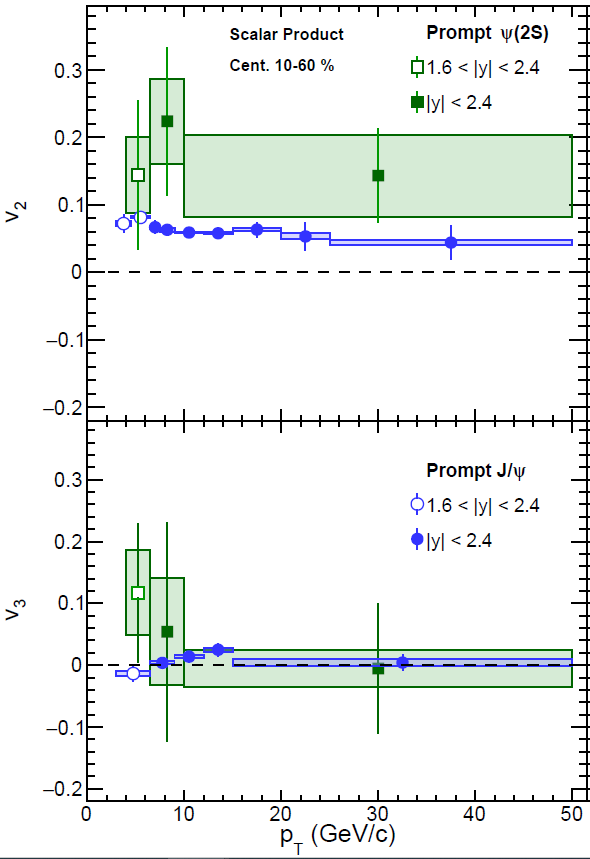 Scalar Product
Prompt ψ(2S)
Cent. 10-60 %
1.6 < |y| < 2.4
|y| < 2.4
v2
0.3
0.2
0.1
0
−0.1
−0.2
Prompt J/ψ
1.6 < |y| < 2.4
|y| < 2.4
v3
0.3
0.2
0.1
0
−0.1
−0.2
0 10 20 30 40 50
pT (GeV/c)